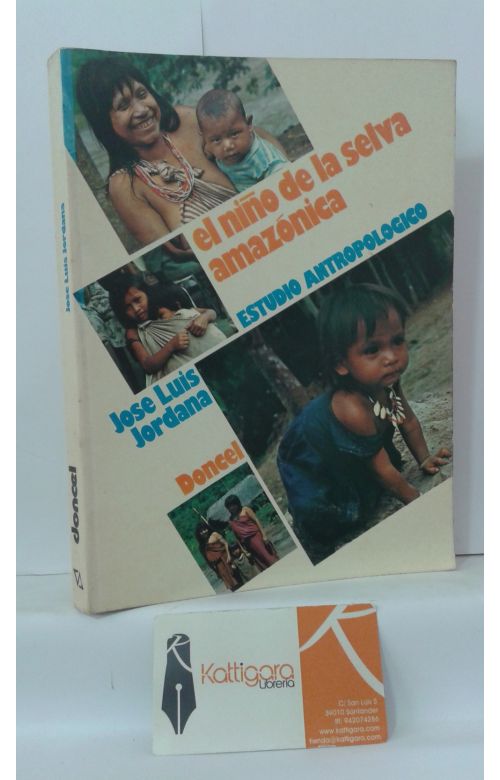 el niño de la selva
amazónica
ESTUDIO ANTROPOLOGICO
Jose Luis
Jordana
Doncel
Jose Luis Jordana
doncel
Kattigara
Librería
C/ San Luis 5
39010 Santander
tlf: 942074286
www.kattigara.com
tienda@kattigara.com